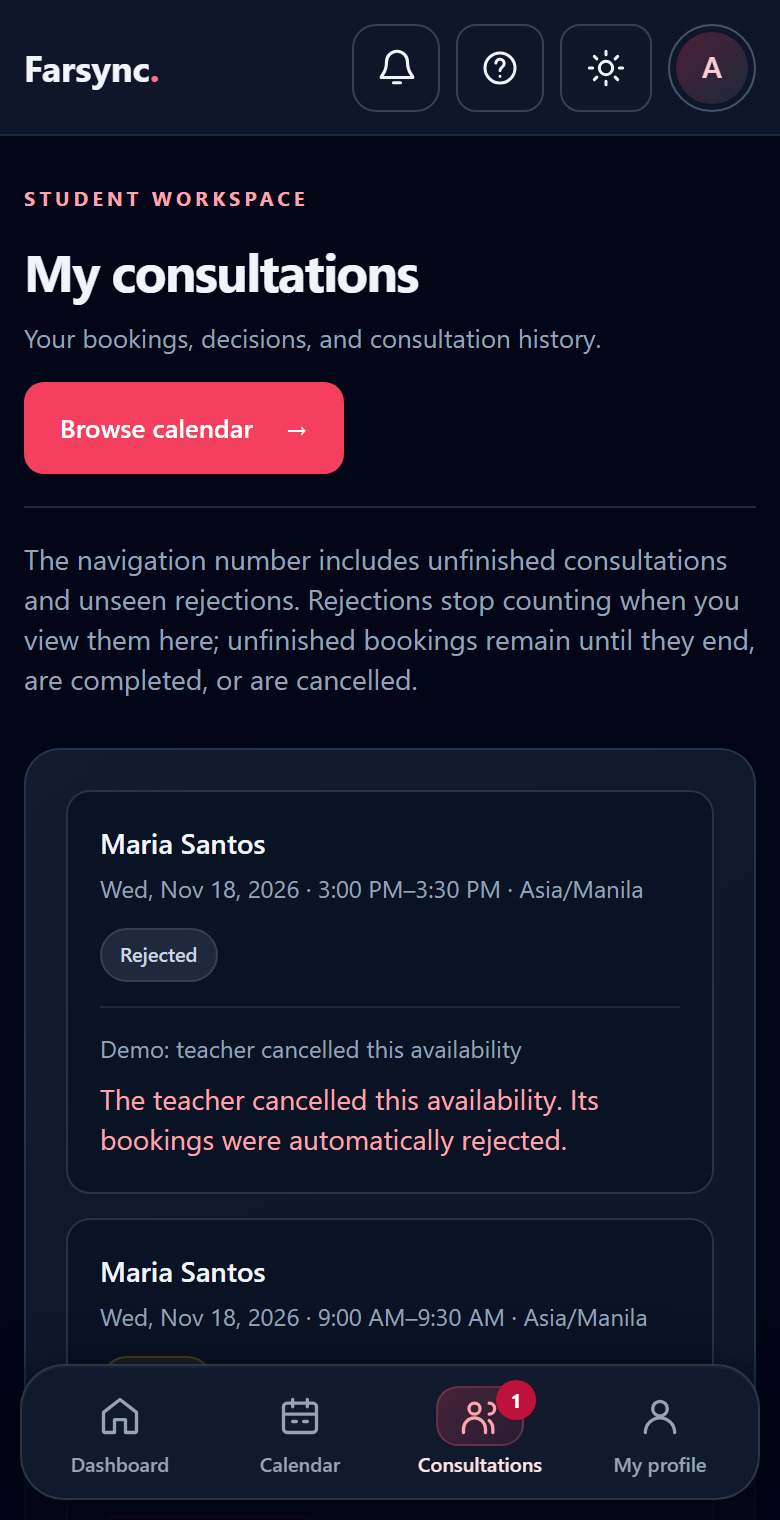 Farsync.
A
STUDENT WORKSPACE
My consultations
Your bookings, decisions, and consultation history.
Browse calendar →
The navigation number includes unfinished consultations
and unseen rejections. Rejections stop counting when you
view them here; unfinished bookings remain until they end,
are completed, or are cancelled.
Maria Santos
Wed, Nov 18, 2026 · 3:00 PM–3:30 PM · Asia/Manila
Rejected
Demo: teacher cancelled this availability
The teacher cancelled this availability. Its
bookings were automatically rejected.
Maria Santos
Wed, Nov 18, 2026 · 9:00 AM–9:30 AM · Asia/Manila
1
Dashboard
Calendar
Consultations
My profile